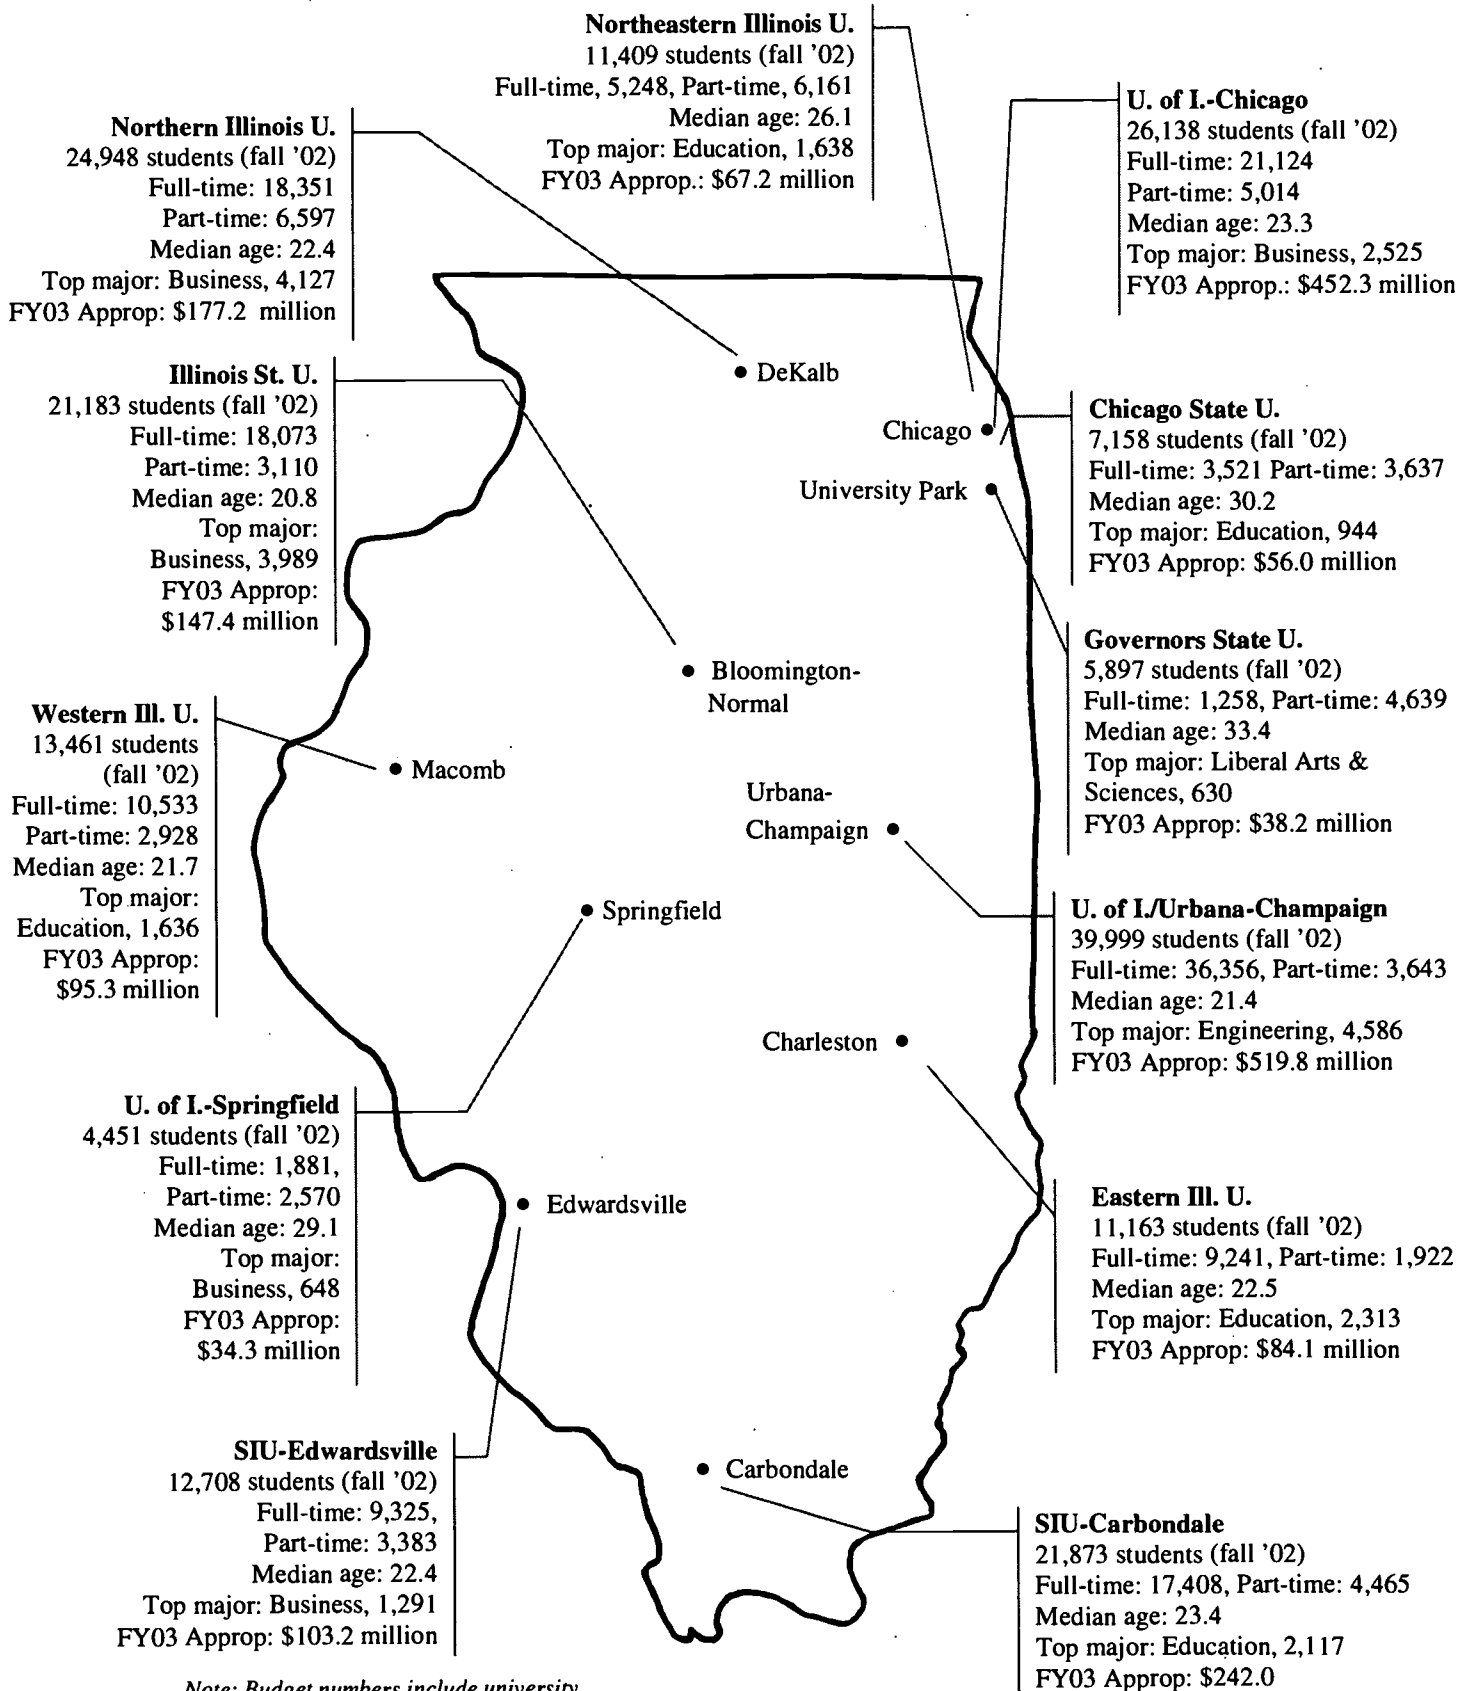 Northeastern Illinois U.
11,409 students (fall '02)
Full-time, 5,248, Part-time, 6,161
Median age: 26.1
Top major: Education, 1,638
FY03 Approp.: $67.2 million
U. of I.-Chicago
26,138 students (fall '02)
Full-time: 21,124
Part-time: 5,014
Median age: 23.3
Top major: Business, 2,525
FY03 Approp.: $452.3 million
Northern Illinois U.
24,948 students (fall '02)
Full-time: 18,351
Part-time: 6,597
Median age: 22.4
Top major: Business, 4,127
FY03 Approp: $177.2 million
Illinois St. U.
21,183 students (fall '02)
Full-time: 18,073
Part-time: 3,110
Median age: 20.8
Top major:
Business, 3,989
FY03 Approp:
$147.4 million
DeKalb
Chicago
University Park
Chicago State U.
7,158 students (fall '02)
Full-time: 3,521 Part-time: 3,637
Median age: 30.2
Top major: Education, 944
FY03 Approp: $56.0 million
Governors State U.
5,897 students (fall '02)
Full-time: 1,258, Part-time: 4,639
Median age: 33.4
Top major: Liberal Arts &
Sciences, 630
FY03 Approp: $38.2 million
Bloomington-
Normal
Western Ill. U.
13,461 students
(fall '02)
Full-time: 10,533
Part-time: 2,928
Median age: 21.7
Top major:
Education, 1,636
FY03 Approp:
$95.3 million
Macomb
Urbana-
Champaign
Springfield
U. of I./Urbana-Champaign
39,999 students (fall '02)
Full-time: 36,356, Part-time: 3,643
Median age: 21.4
Top major: Engineering, 4,586
FY03 Approp: $519.8 million
Charleston
U. of I.-Springfield
4,451 students (fall '02)
Full-time: 1,881,
Part-time: 2,570
Median age: 29.1
Top major:
Business, 648
FY03 Approp:
$34.3 million
Edwardsville
Eastern Ill. U.
11,163 students (fall '02)
Full-time: 9,241, Part-time: 1,922
Median age: 22.5
Top major: Education, 2,313
FY03 Approp: $84.1 million
SIU-Edwardsville
12,708 students (fall '02)
Full-time: 9,325,
Part-time: 3,383
Median age: 22.4
Top major: Business, 1,291
FY03 Approp: $103.2 million
Carbondale
SIU-Carbondale
21,873 students (fall '02)
Full-time: 17,408, Part-time: 4,465
Median age: 23.4
Top major: Education, 2,117
FY03 Approp: $242.0
Note: Budget numbers include university